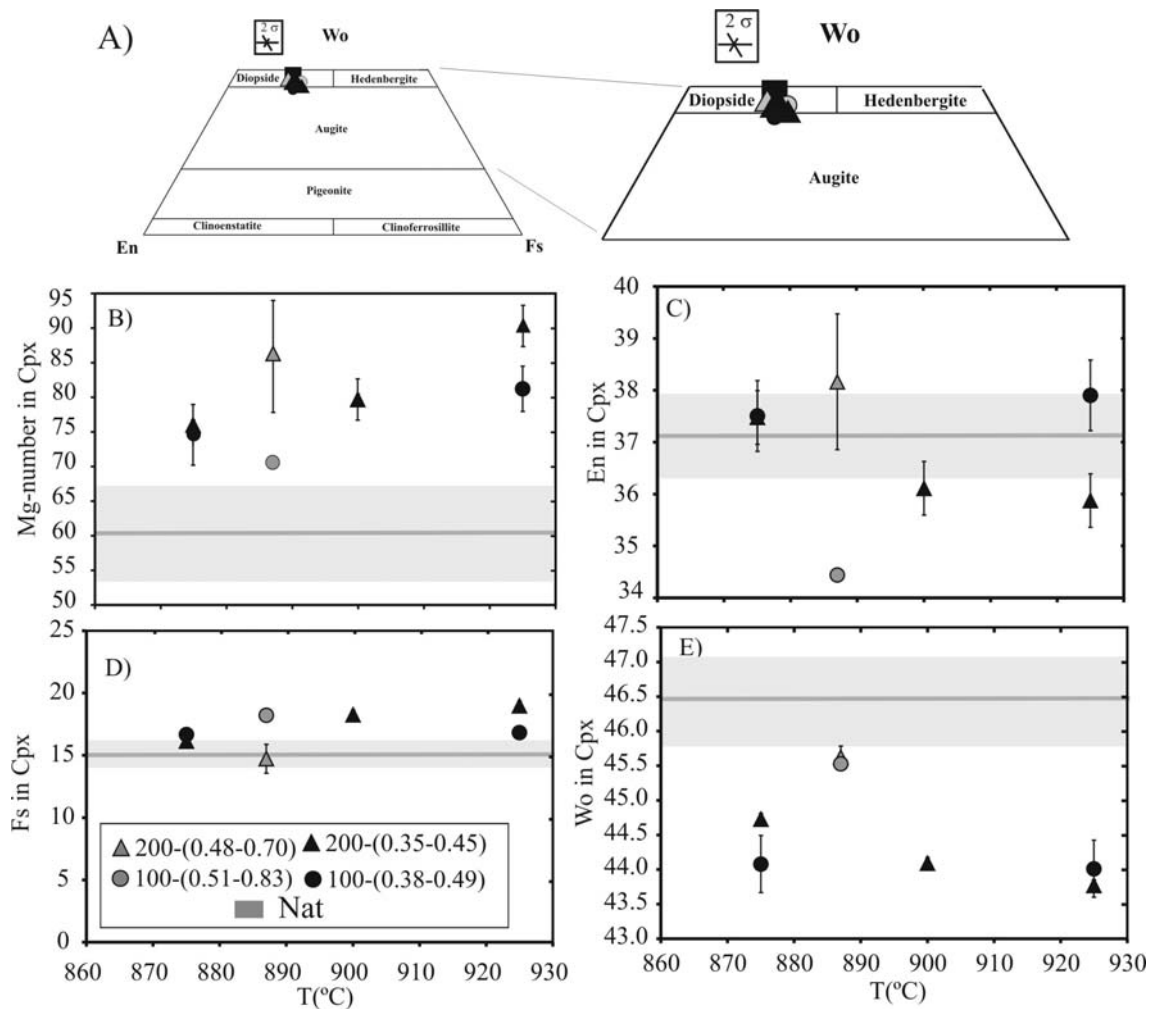 A)
2 σ
Wo
Diopside
Hedenbergite
Augite
Pigeonite
Clinoenstatite
Clinoferrosillite
En
Fs
2 σ
Wo
Diopside
Hedenbergite
Augite
B)
Mg-number in Cpx
95
90
85
80
75
70
65
60
55
50
C)
En in Cpx
40
39
38
37
36
35
34
D)
Fs in Cpx
25
20
15
10
5
0
200-(0.48-0.70)
200-(0.35-0.45)
100-(0.51-0.83)
100-(0.38-0.49)
Nat
860 870 880 890 900 910 920 930
T(ºC)
E)
Wo in Cpx
47.5
47.0
46.5
46.0
45.5
45.0
44.5
44.0
43.5
43.0
860 870 880 890 900 910 920 930
T(ºC)